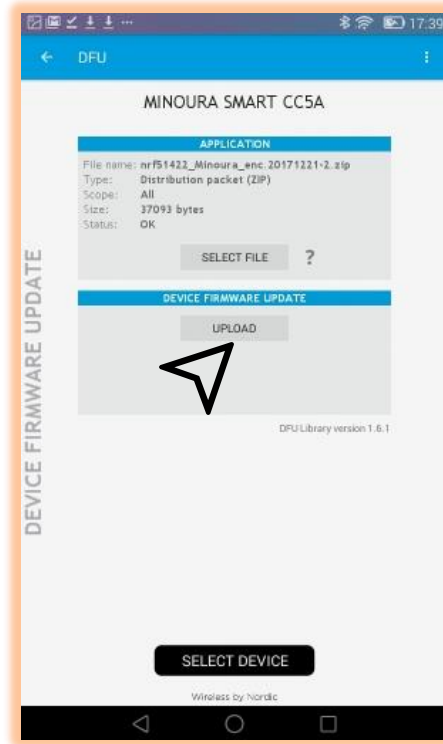 17:39
DFU
MINOURA SMART CC5A
APPLICATION
File name: nrf51422_Minoura_enc.20171221-2.zip
Type: Distribution packet (ZIP)
Scope: All
Size: 37093 bytes
Status: OK
SELECT FILE ?
DEVICE FIRMWARE UPDATE
UPLOAD
DFU Library version 1.6.1
DEVICE FIRMWARE UPDATE
SELECT DEVICE
Wireless by Nordic